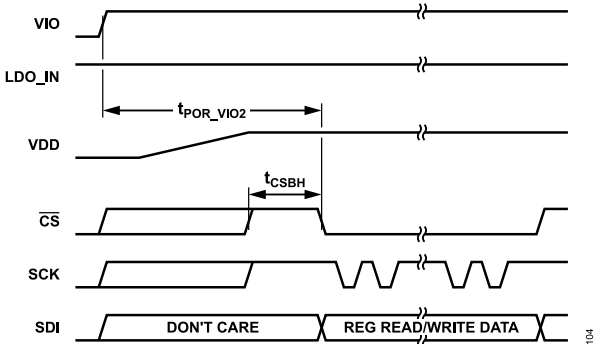 VIO
LDO_IN
tPOR_VIO2
VDD
tCSBH
CS
SCK
SDI
DON'T CARE
REG READ/WRITE DATA
104